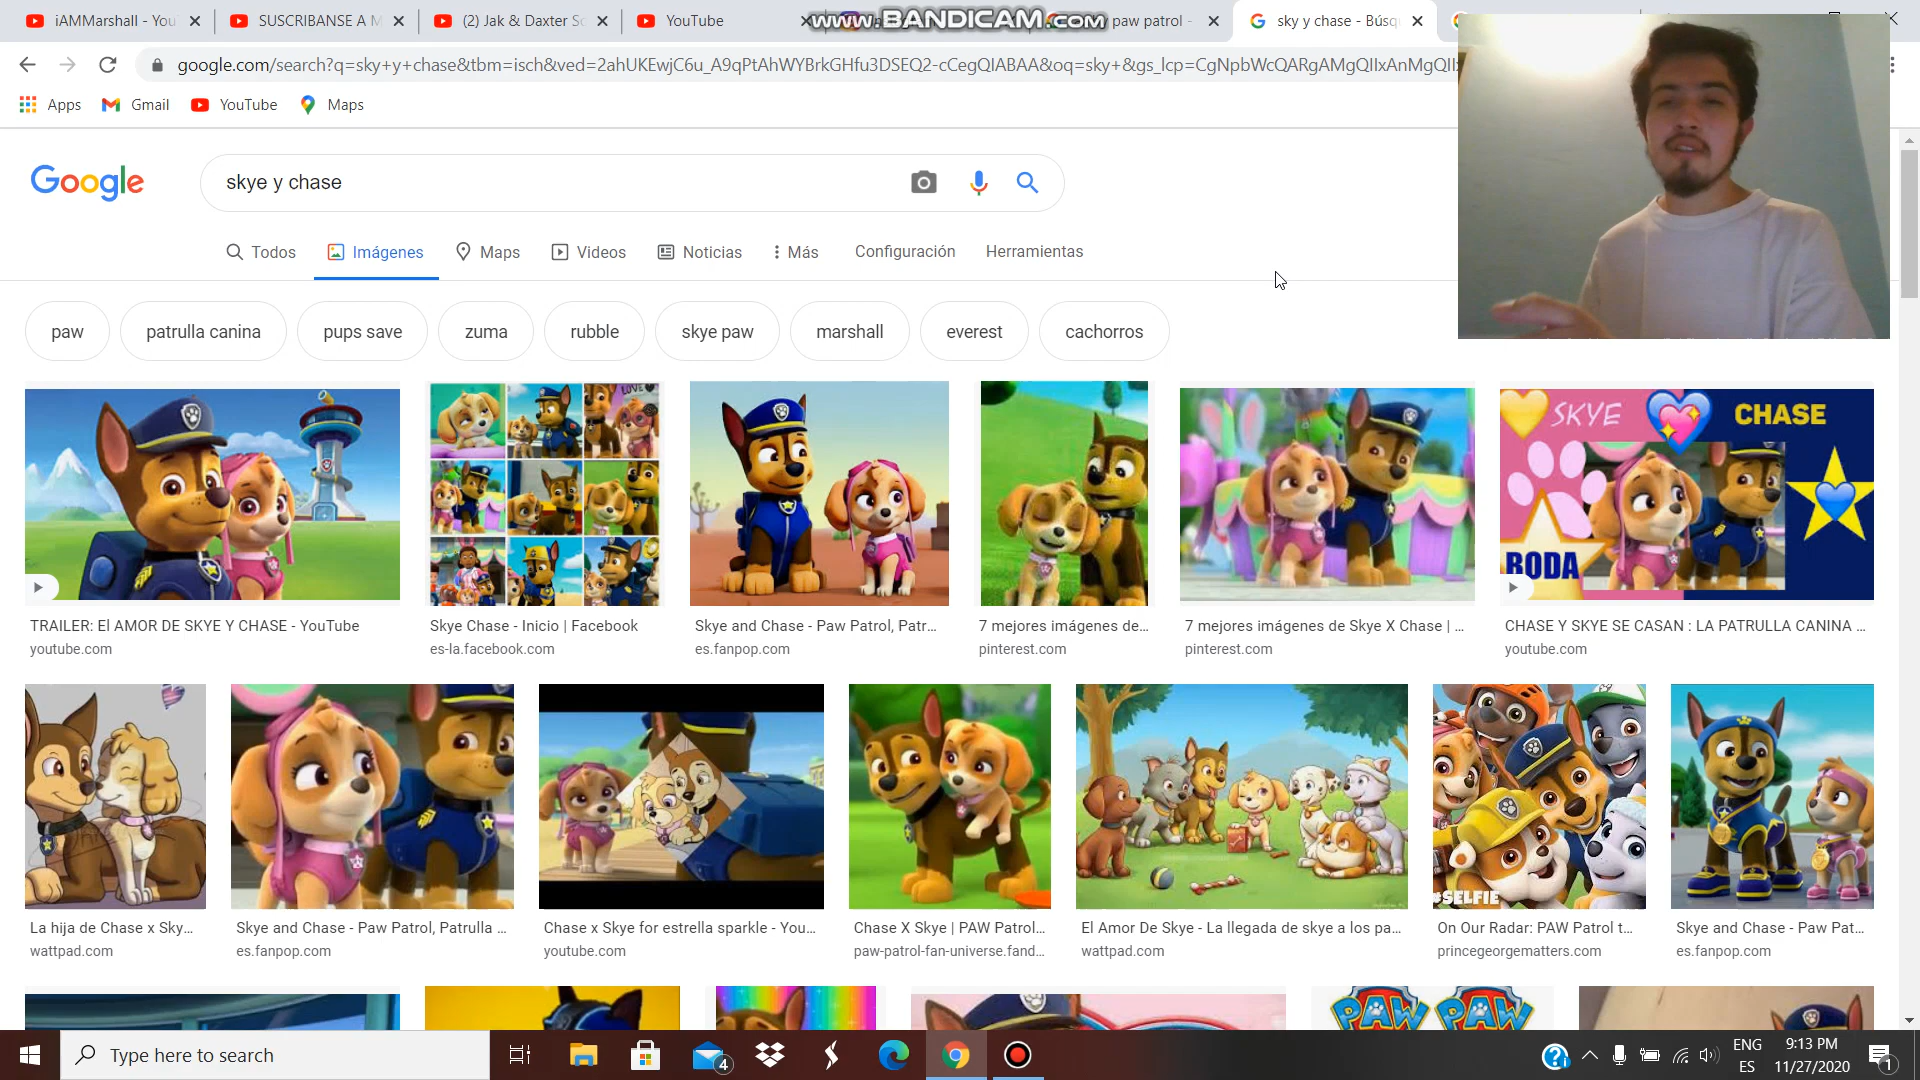 iAMMarshall - You
SUSCRIBANSE A M
(2) Jak & Daxter Sc
YouTube
www.BANDICAM.com
paw patrol -
sky y chase - Búsq
google.com/search?q=sky+y+chase&tbm=isch&ved=2ahUKEwjC6u_A9qPtAhWYBrkGHfu3DSEQ2-cCegQIABAA&oq=sky+&gs_lcp=CgNpbWcQARgAMgQIIxAnMgQII
Apps
Gmail
YouTube
Maps
Google
skye y chase
Todos
Imágenes
Maps
Videos
Noticias
Más
Configuración
Herramientas
paw
patrulla canina
pups save
zuma
rubble
skye paw
marshall
everest
cachorros
LOVE
SKYE
CHASE
BODA
TRAILER: El AMOR DE SKYE Y CHASE - YouTube
youtube.com
Skye Chase - Inicio | Facebook
es-la.facebook.com
Skye and Chase - Paw Patrol, Patr...
es.fanpop.com
7 mejores imágenes de...
pinterest.com
7 mejores imágenes de Skye X Chase | ...
pinterest.com
CHASE Y SKYE SE CASAN : LA PATRULLA CANINA ...
youtube.com
#SELFIE
La hija de Chase x Sky...
wattpad.com
Skye and Chase - Paw Patrol, Patrulla ...
es.fanpop.com
Chase x Skye for estrella sparkle - You...
youtube.com
Chase X Skye | PAW Patrol...
paw-patrol-fan-universe.fand...
El Amor De Skye - La llegada de skye a los pa...
wattpad.com
On Our Radar: PAW Patrol t...
princegeorgematters.com
Skye and Chase - Paw Pat...
es.fanpop.com
PAW PAW
Type here to search
4
ENG
ES
9:13 PM
11/27/2020
1